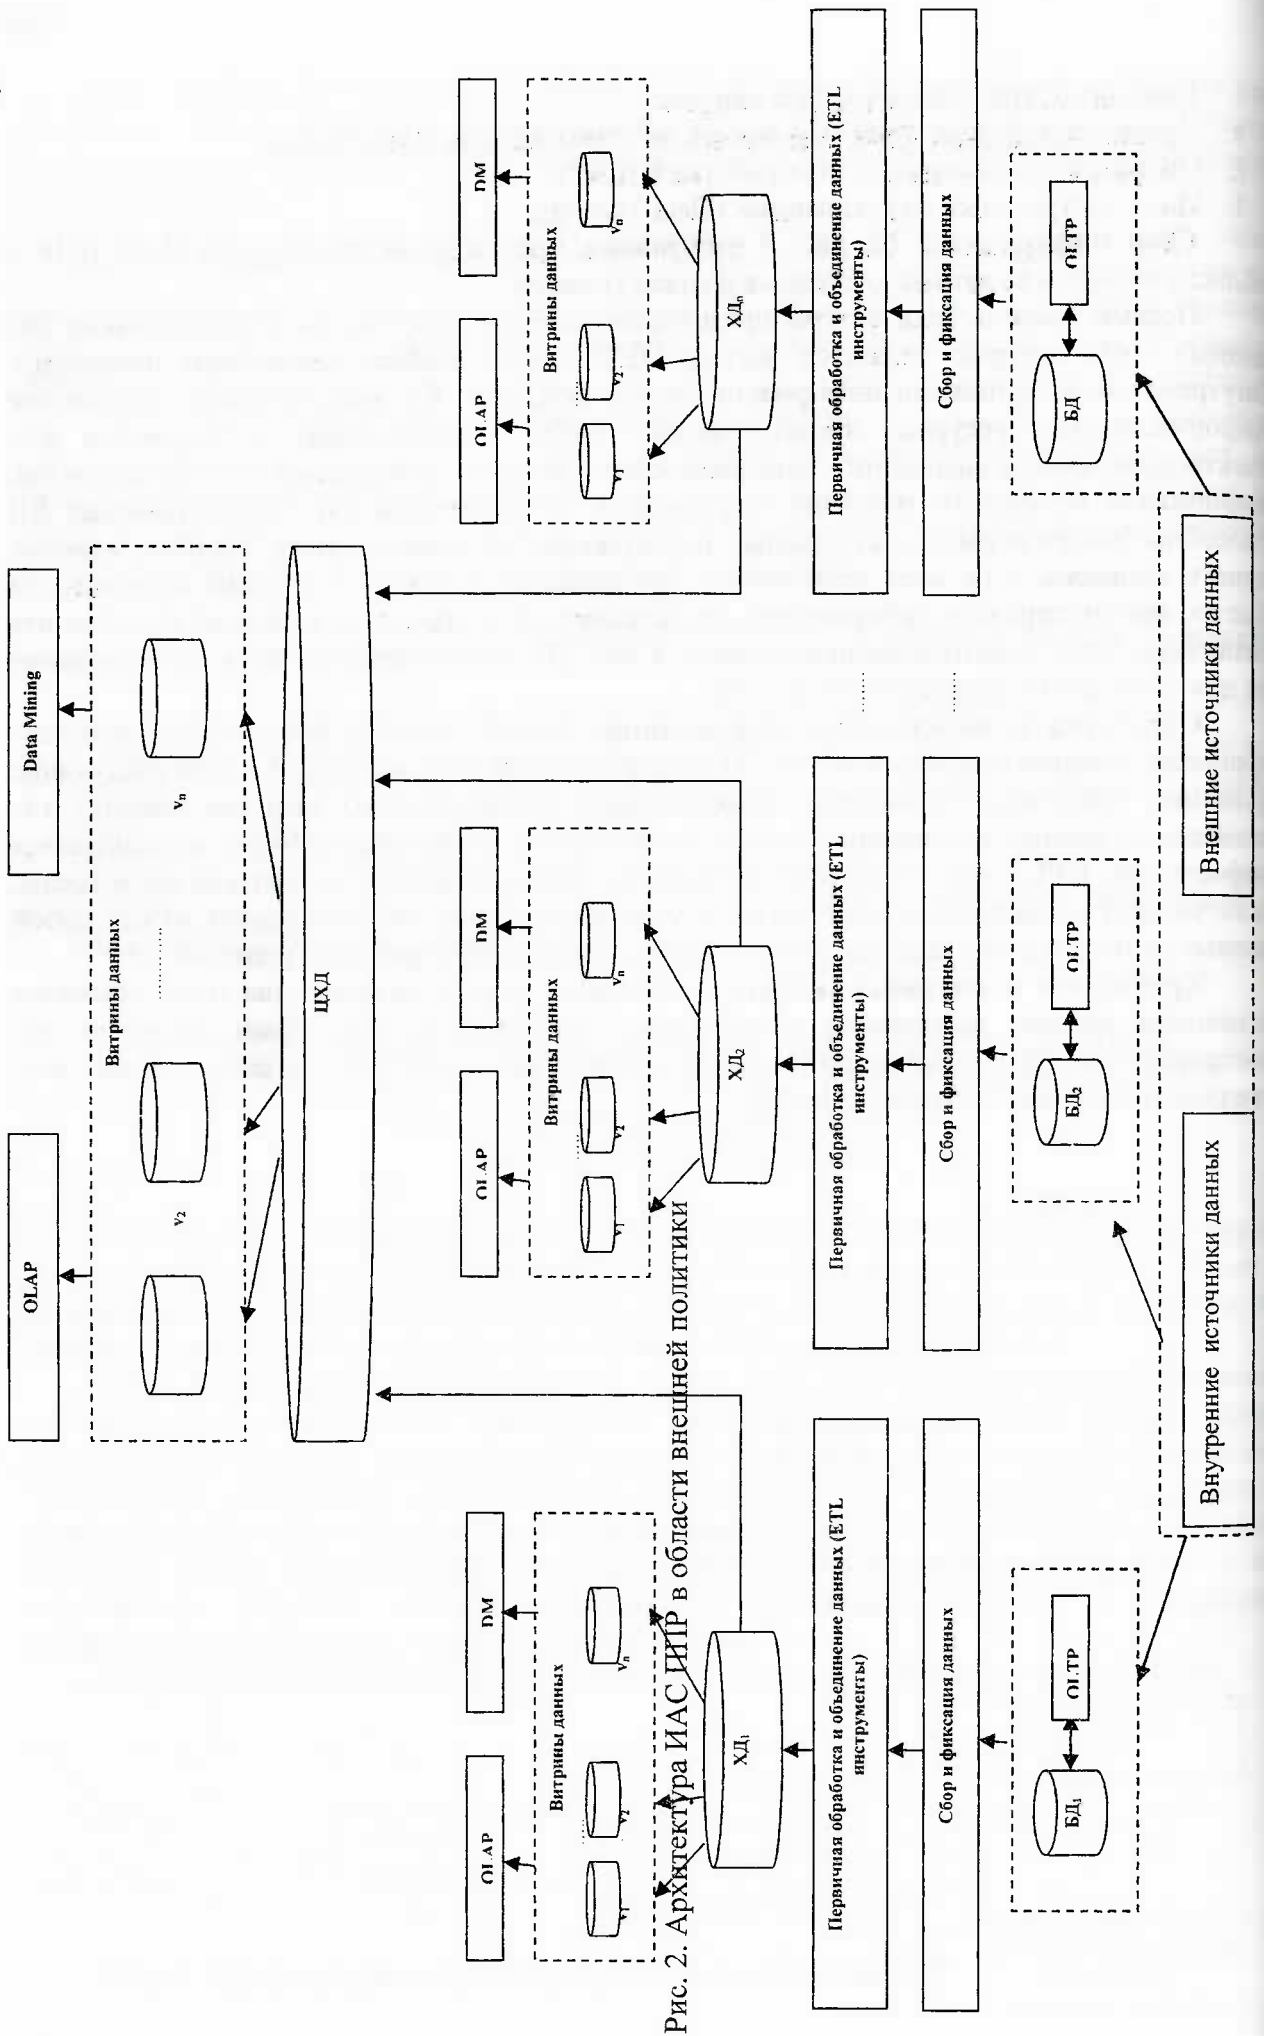 OLAP
Data Mining
Витрины данных
v2
..........
vn
ЦХД
OLAP
DM
Витрины данных
v1
v2
vn
ХД1
Первичная обработка и объединение данных (ETL
инструменты)
Сбор и фиксация данных
БД1
OLTP
OLAP
DM
Витрины данных
v1
v2
vn
ХД2
Первичная обработка и объединение данных (ETL
инструменты)
Сбор и фиксация данных
БД2
OLTP
..........
..........
OLAP
DM
Витрины данных
v1
v2
vn
ХДn
Первичная обработка и объединение данных (ETL
инструменты)
Сбор и фиксация данных
БД
OLTP
Внутренние источники данных
Внешние источники данных
Рис. 2. Архитектура ИАС ППР в области внешней политики